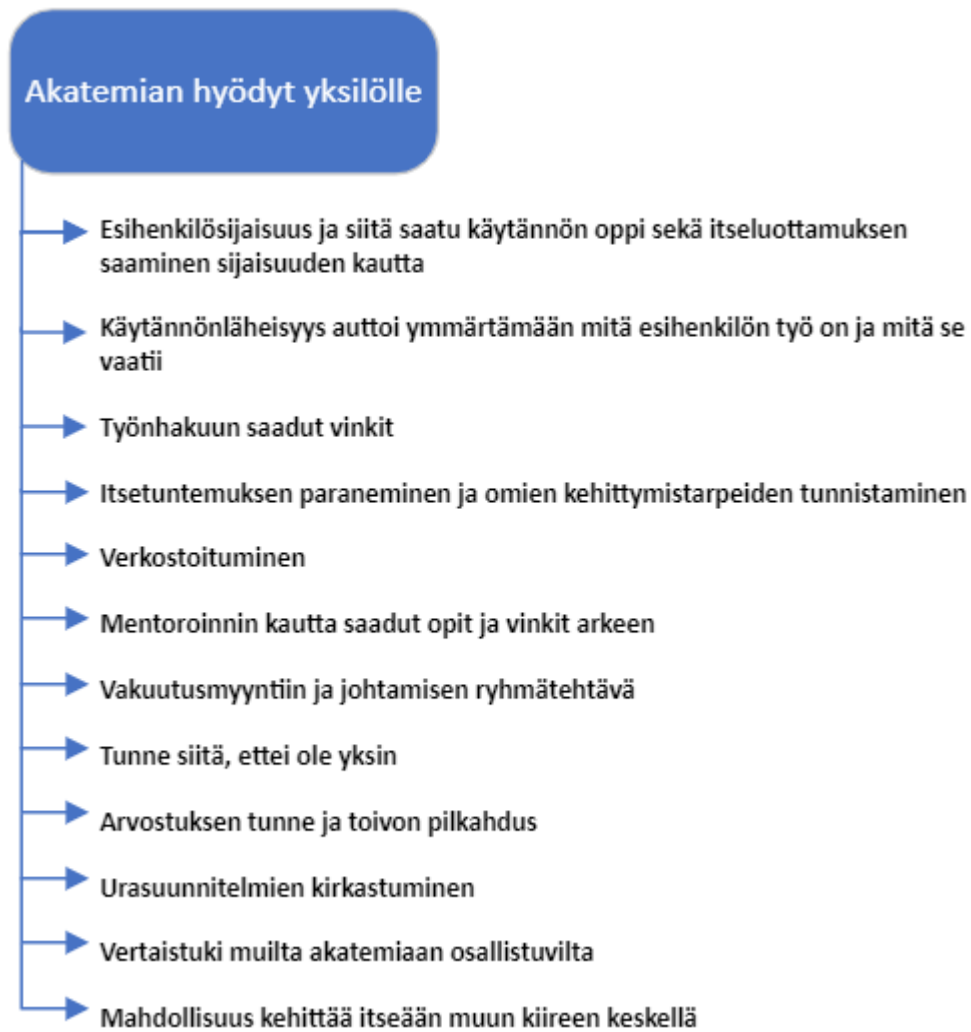 Akatemian hyödyt yksilölle
Esihenkilösijaisuus ja siitä saatu käytännön oppi sekä itseluottamuksen
saaminen sijaisuuden kautta
Käytännönläheisyys auttoi ymmärtämään mitä esihenkilön työ on ja mitä se
vaatii
Työnhakuun saadut vinkit
Itsetuntemuksen paraneminen ja omien kehittymistarpeiden tunnistaminen
Verkostoituminen
Mentoroinnin kautta saadut opit ja vinkit arkeen
Vakuutusmyyntiin ja johtamisen ryhmätehtävä
Tunne siitä, ettei ole yksin
Arvostuksen tunne ja toivon pilkahdus
Urasuunnitelmien kirkastuminen
Vertaistuki muilta akatemiaan osallistuvilta
Mahdollisuus kehittää itseään muun kiireen keskellä